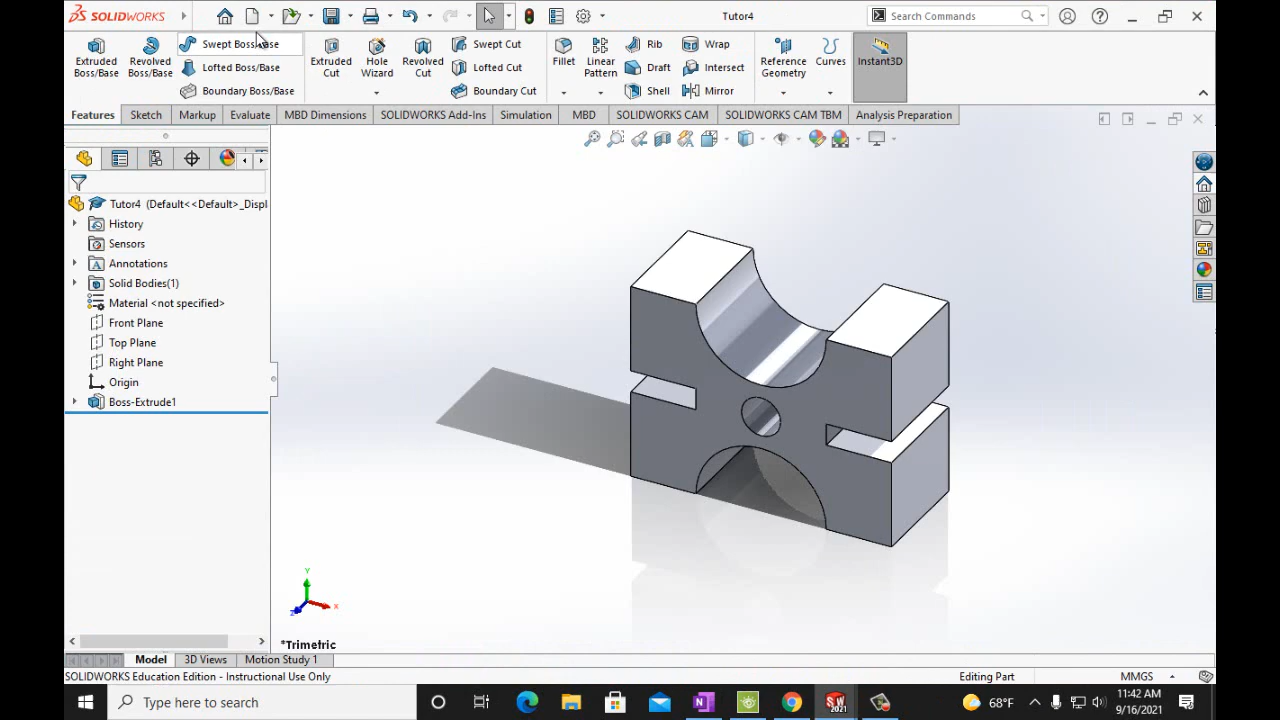 SOLIDWORKS
Tutor4
Search Commands
Extruded Boss/Base
Revolved Boss/Base
Swept Boss/Base
Lofted Boss/Base
Boundary Boss/Base
Extruded Cut
Hole Wizard
Revolved Cut
Swept Cut
Lofted Cut
Boundary Cut
Fillet
Linear Pattern
Rib
Draft
Shell
Wrap
Intersect
Mirror
Reference Geometry
Curves
Instant3D
Features Sketch Markup Evaluate MBD Dimensions SOLIDWORKS Add-Ins Simulation MBD SOLIDWORKS CAM SOLIDWORKS CAM TBM Analysis Preparation
Tutor4 (Default<<Default>_Displ
History
Sensors
Annotations
Solid Bodies(1)
Material <not specified>
Front Plane
Top Plane
Right Plane
Origin
Boss-Extrude1
Y
X
Z
*Trimetric
Model 3D Views Motion Study 1
SOLIDWORKS Education Edition - Instructional Use Only
Editing Part
MMGS
Type here to search
SW 2021
68°F
11:42 AM
9/16/2021